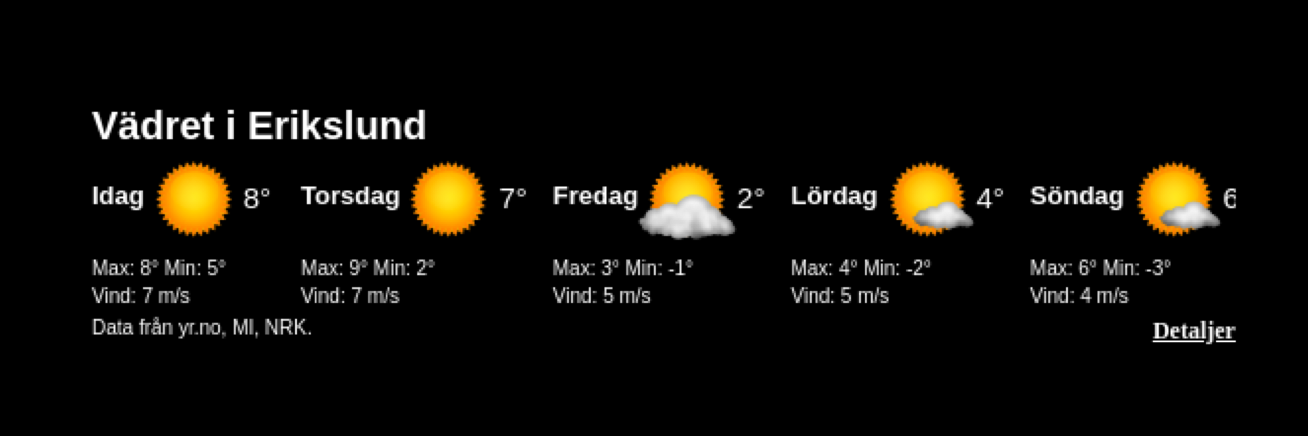 Vädret i Erikslund
Idag 8° Torsdag 7° Fredag 2° Lördag 4° Söndag 6
Max: 8° Min: 5° Max: 9° Min: 2° Max: 3° Min: -1° Max: 4° Min: -2° Max: 6° Min: -3°
Vind: 7 m/s Vind: 7 m/s Vind: 5 m/s Vind: 5 m/s Vind: 4 m/s
Data från yr.no, MI, NRK. Detaljer